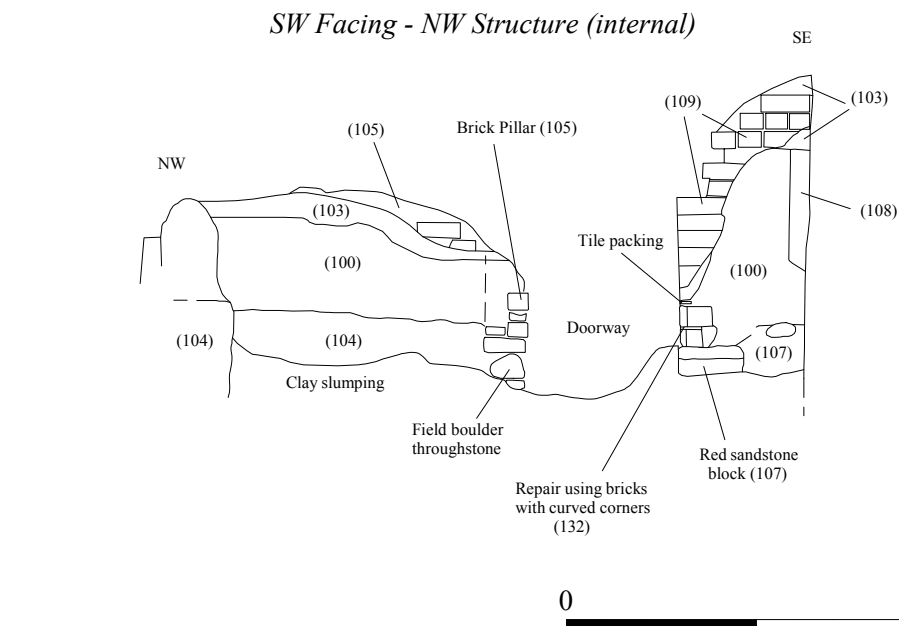 SW Facing - NW Structure (internal)
SE
(109)
(103)
(105)
Brick Pillar (105)
NW
(103)
(108)
Tile packing
(100)
(100)
Doorway
(104)
(104)
(107)
Clay slumping
Field boulder
throughstone
Red sandstone
block (107)
Repair using bricks
with curved corners
(132)
0